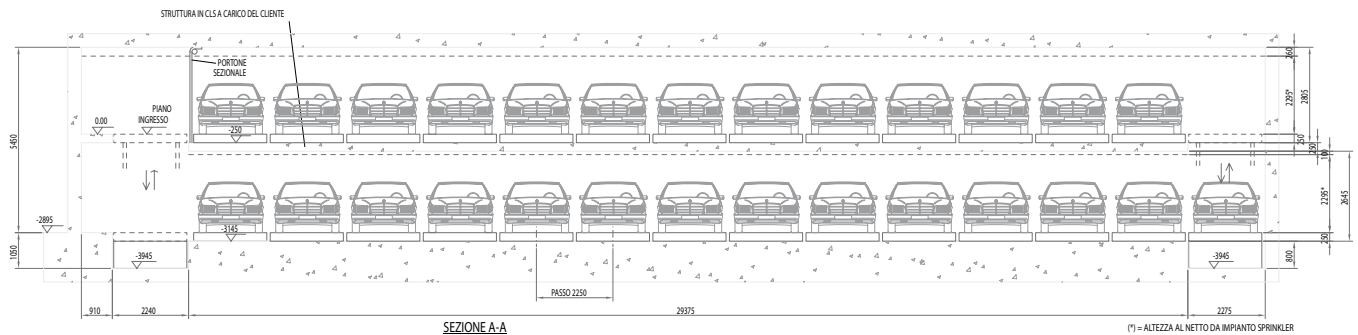 STRUTTURA IN CLS A CARICO DEL CLIENTE
PORTONE
SEZIONALE
PIANO
INGRESSO
0.00
-250
5450
260
2295*
2805
250
250
100
2295*
2645
250
-2895
-3145
1050
-3945
-3945
800
PASSO 2250
910
2240
29375
2275
SEZIONE A-A
(*) = ALTEZZA AL NETTO DA IMPIANTO SPRINKLER